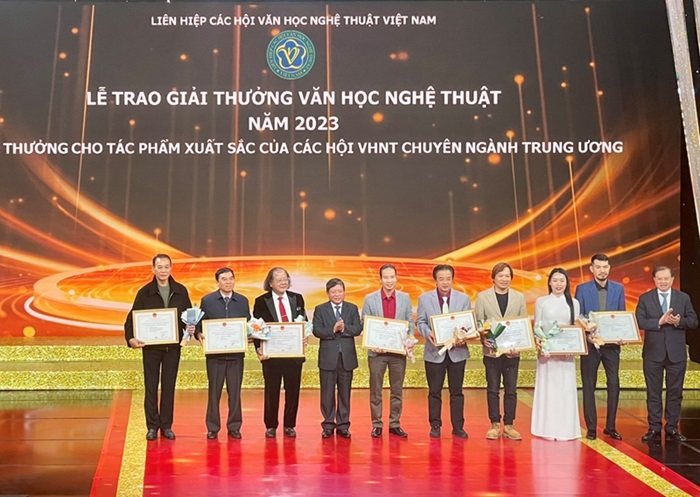 LIÊN HIỆP CÁC HỘI VĂN HỌC NGHỆ THUẬT VIỆT NAM
LỄ TRAO GIẢI THƯỞNG VĂN HỌC NGHỆ THUẬT
NĂM 2023
THƯỞNG CHO TÁC PHẨM XUẤT SẮC CỦA CÁC HỘI VHNT CHUYÊN NGÀNH TRUNG ƯƠNG